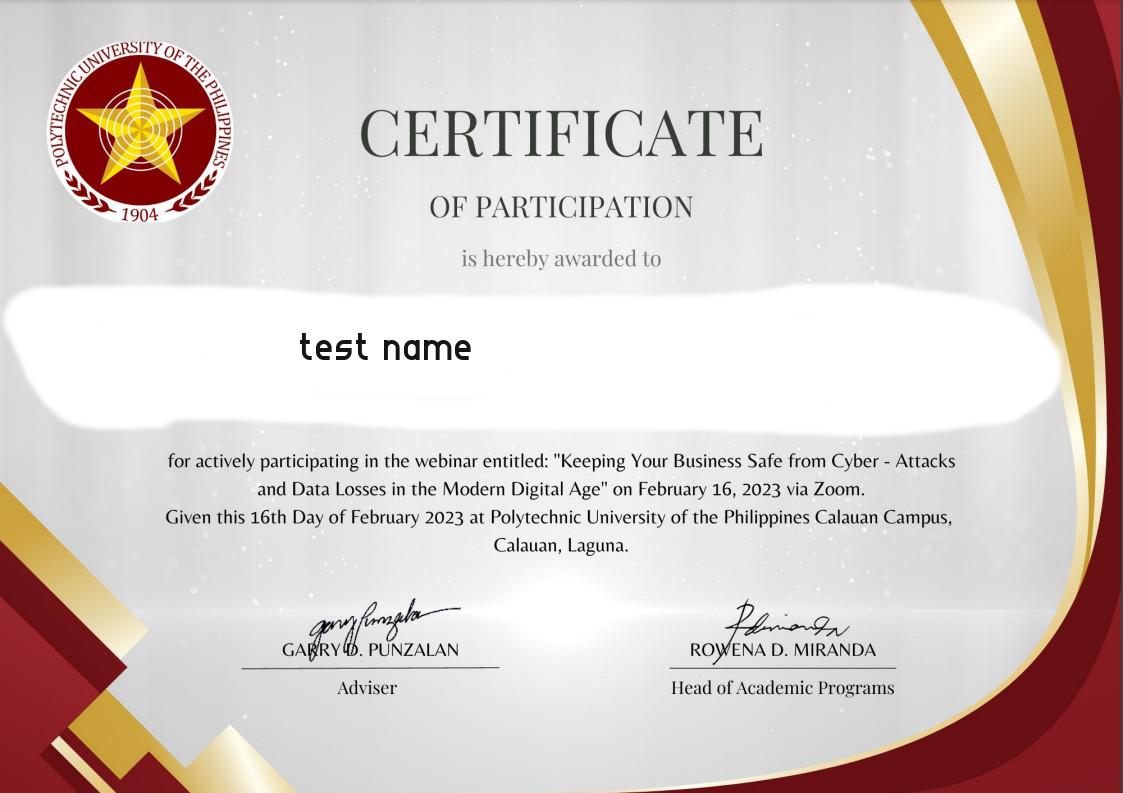 POLYTECHNIC UNIVERSITY OF THE PHILIPPINES
1904
CERTIFICATE
OF PARTICIPATION
is hereby awarded to
test name
for actively participating in the webinar entitled: "Keeping Your Business Safe from Cyber - Attacks
and Data Losses in the Modern Digital Age" on February 16, 2023 via Zoom.
Given this 16th Day of February 2023 at Polytechnic University of the Philippines Calauan Campus,
Calauan, Laguna.
GARRY D. PUNZALAN
Adviser
ROWENA D. MIRANDA
Head of Academic Programs